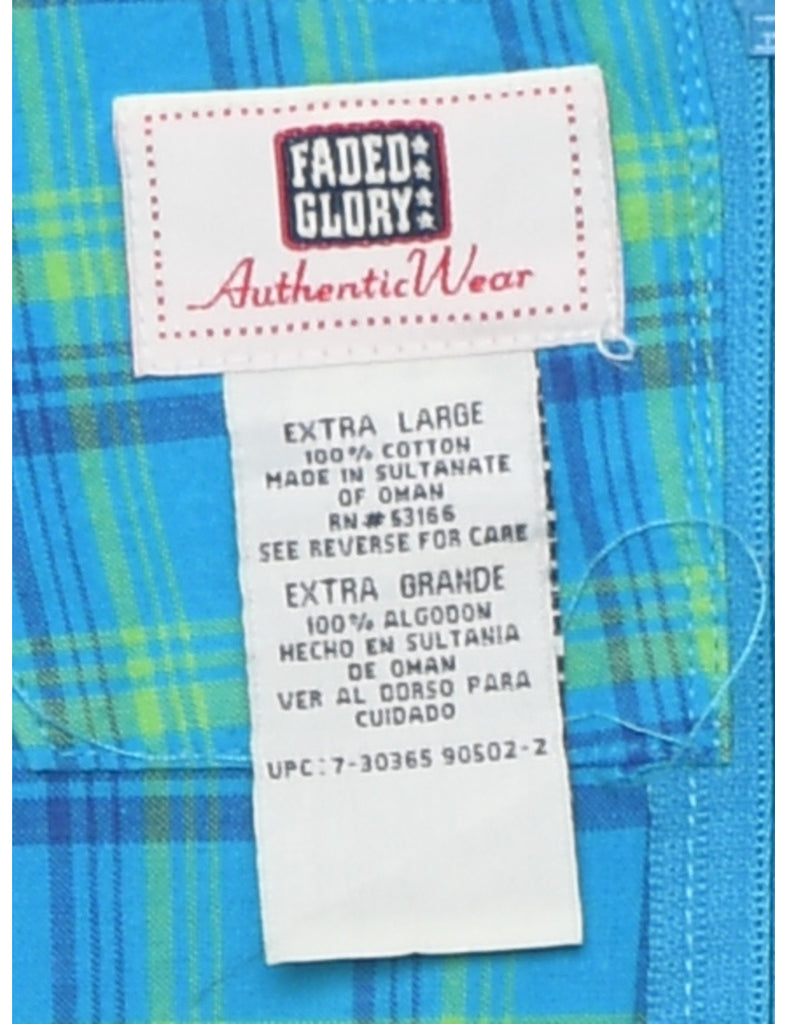 FADED
GLORY
Authentic Wear
EXTRA LARGE
100% COTTON
MADE IN SULTANATE
OF OMAN
RN # 53166
SEE REVERSE FOR CARE
EXTRA GRANDE
100% ALGODON
HECHO EN SULTANIA
DE OMAN
VER AL DORSO PARA
CUIDADO
UPC: 7-30365 90502-2